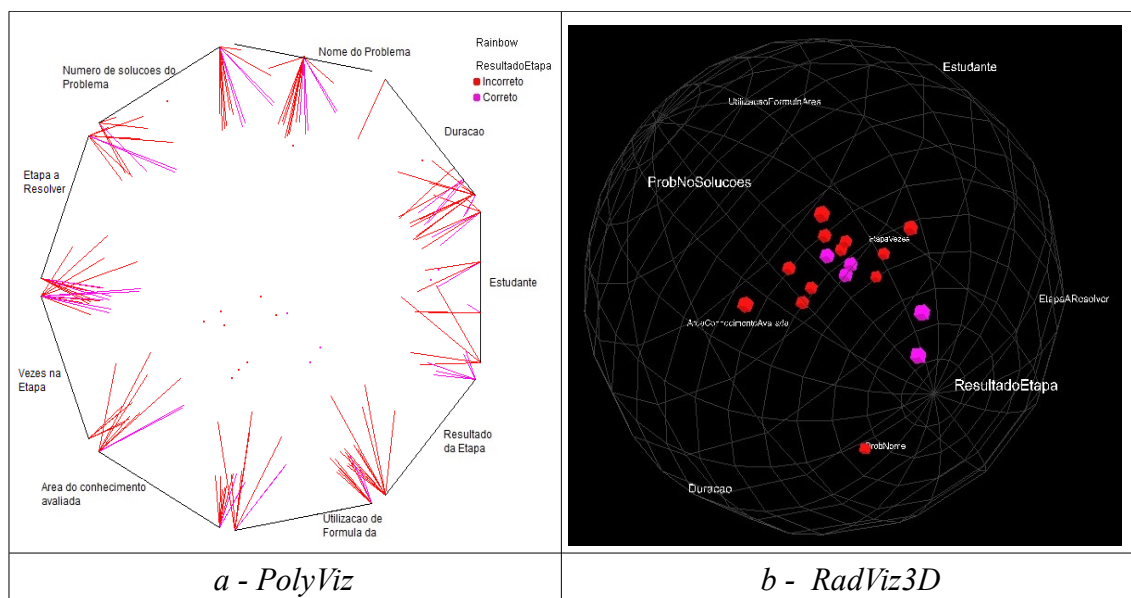 Nome do Problema
Rainbow
ResultadoEtapa
Incorreto
Correto
Numero de solucoes do
Problema
Duracao
Etapa a
Resolver
Estudante
Vezes na
Etapa
Resultado
da Etapa
Area do conhecimento
avaliada
Utilizacao de
Formula da
Estudante
UtilizacaoFormulnArea
ProbNoSolucoes
EtapaVezes
EtapaAResolver
AreaConhecimentoAvaliada
ResultadoEtapa
ProbNome
Duracao
a - PolyViz
b - RadViz3D